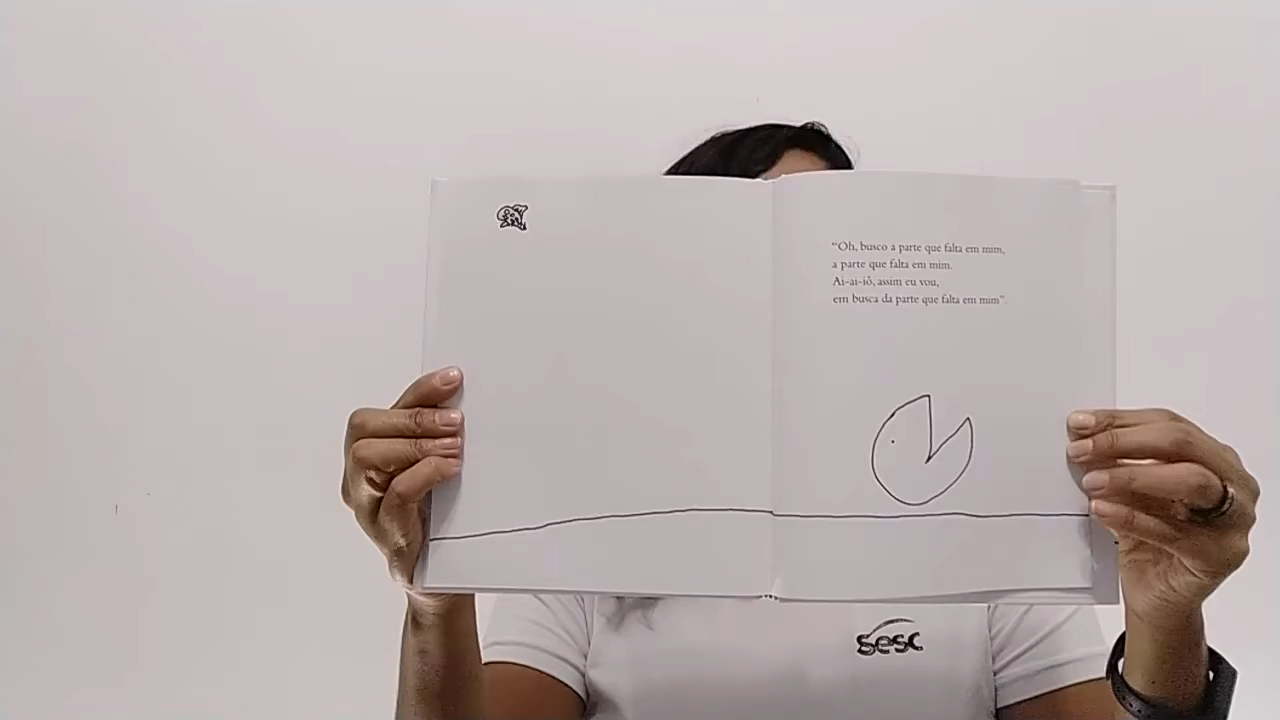 “Oh, busco a parte que falta em mim,
a parte que falta em mim.
Ai-ai-iô, assim eu vou,
em busca da parte que falta em mim”.
sesc